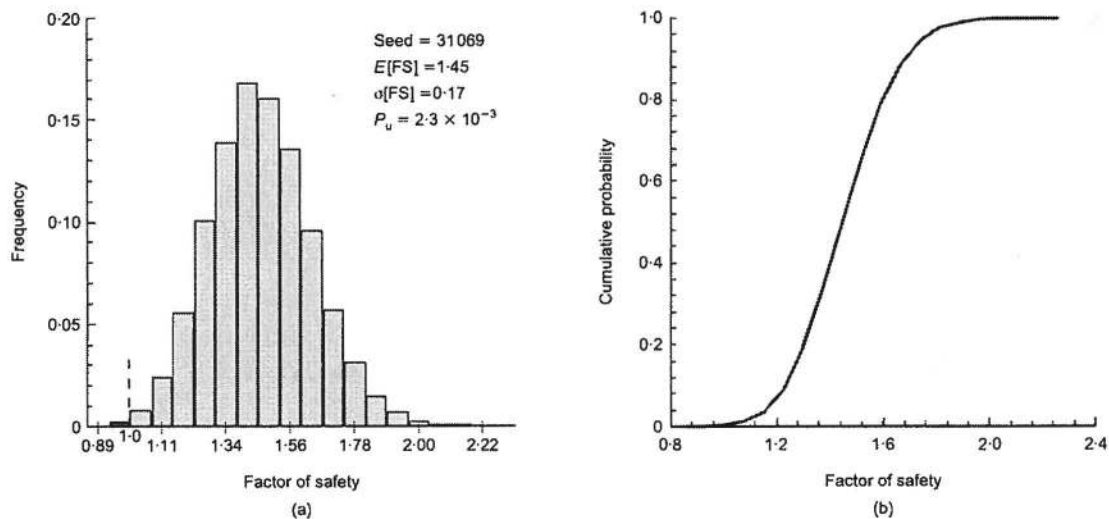 0·20
0·15
0·10
0·05
0
Frequency
Seed = 31069
E[FS] =1·45
σ[FS] =0·17
Pᵤ = 2·3 × 10⁻³
0·89 1·0 1·11 1·34 1·56 1·78 2·00 2·22
Factor of safety
(a)
1·0
0·8
0·6
0·4
0·2
0
Cumulative probability
0·8 1·2 1·6 2·0 2·4
Factor of safety
(b)